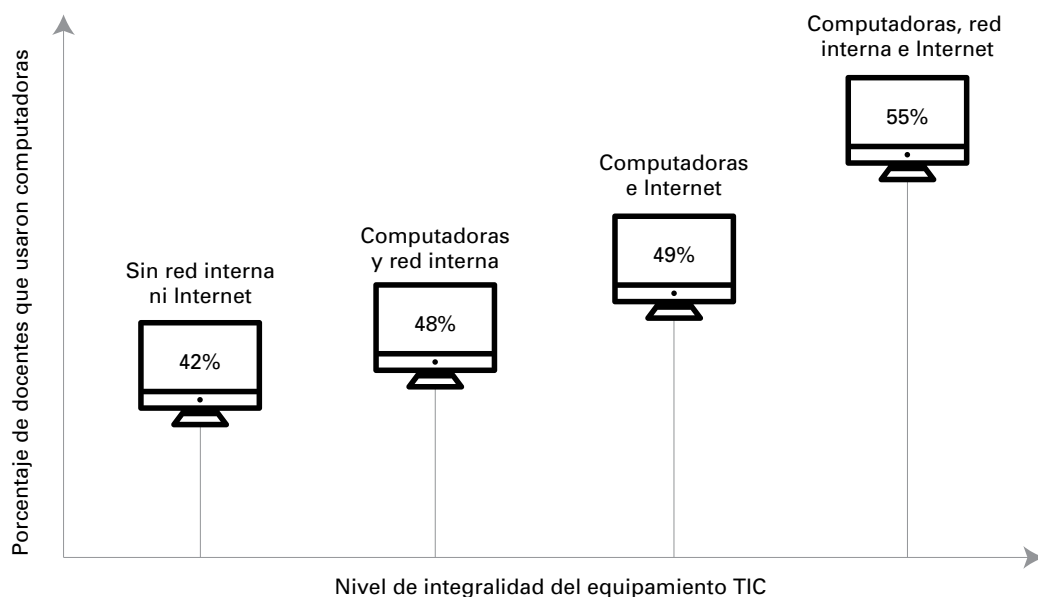 Porcentaje de docentes que usaron computadoras
Sin red interna
ni Internet
42%
Computadoras
y red interna
48%
Computadoras
e Internet
49%
Computadoras, red
interna e Internet
55%
Nivel de integralidad del equipamiento TIC